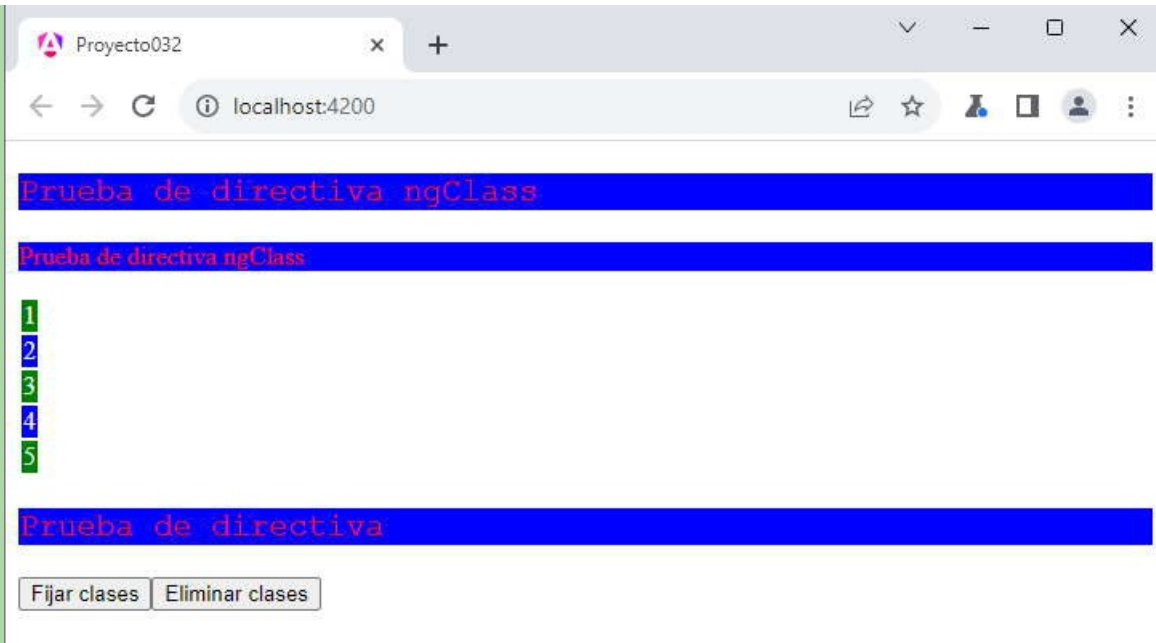 Proyecto032
localhost:4200
Prueba de directiva ngClass
Prueba de directiva ngClass
1
2
3
4
5
Prueba de directiva
Fijar clases Eliminar clases